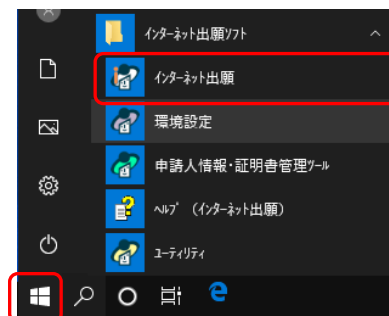 インターネット出願ソフト
インターネット出願
環境設定
申請人情報・証明書管理ツール
ヘルプ (インターネット出願)
ユーティリティ